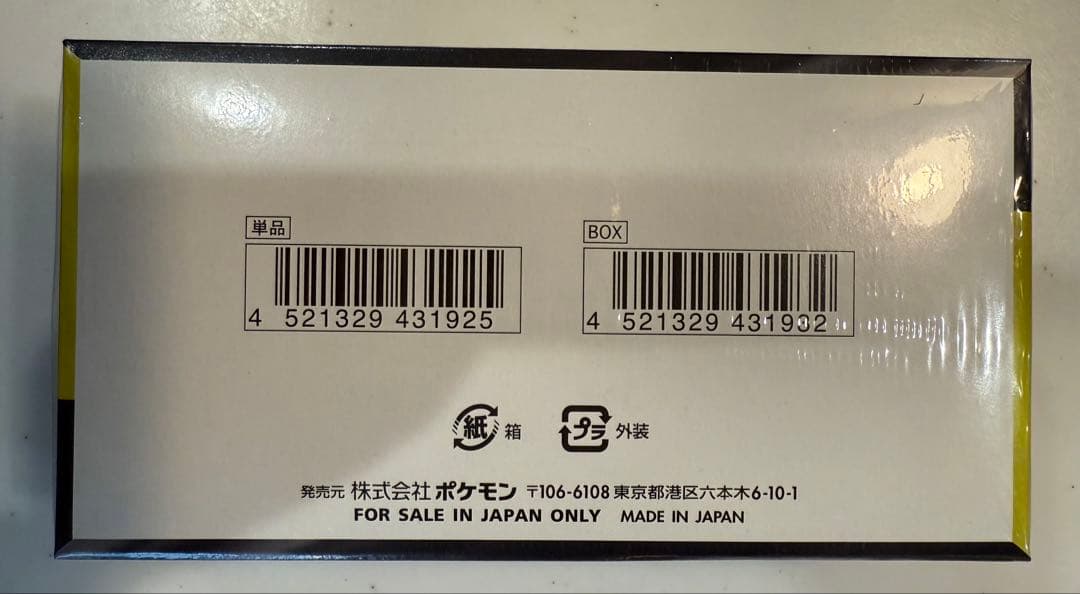 単品
4 521329 431925
BOX
4 521329 431932
紙 箱
プラ 外装
発売元 株式会社ポケモン 〒106-6108 東京都港区六本木6-10-1
FOR SALE IN JAPAN ONLY MADE IN JAPAN